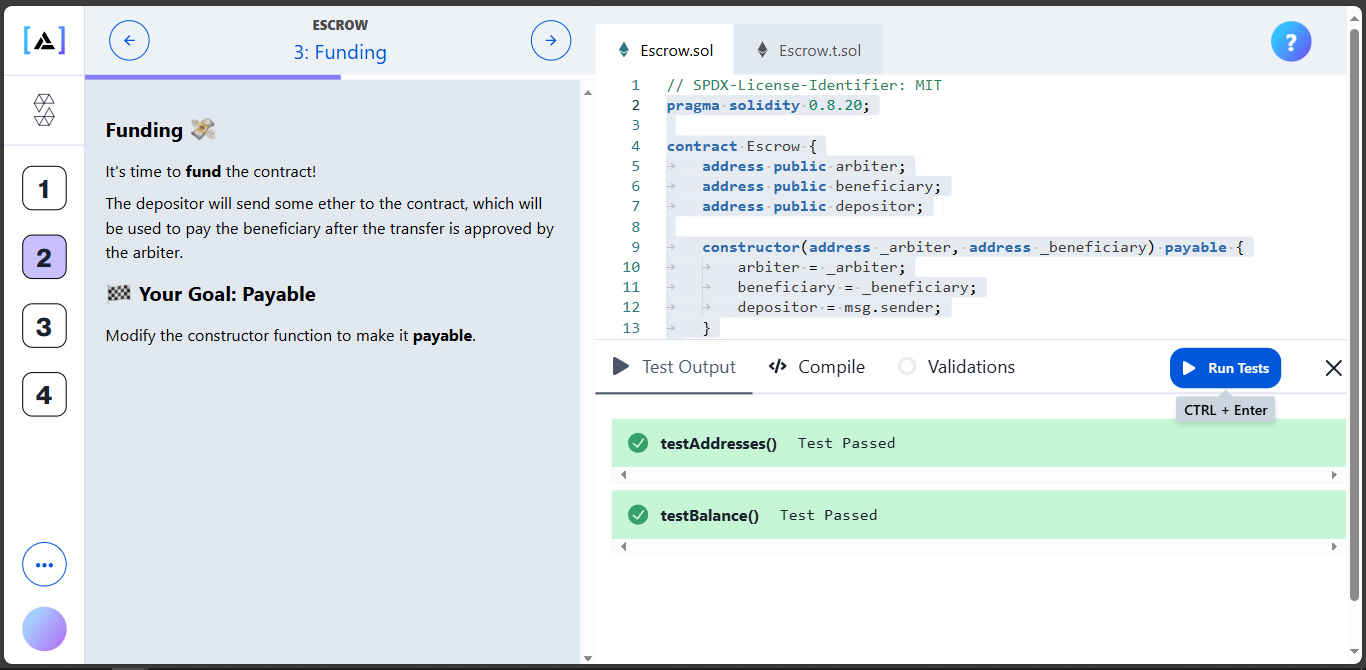 ESCROW
3: Funding
1
2
3
4
Funding
It's time to fund the contract!
The depositor will send some ether to the contract, which will
be used to pay the beneficiary after the transfer is approved by
the arbiter.
Your Goal: Payable
Modify the constructor function to make it payable.
Escrow.sol
Escrow.t.sol
?
1 // SPDX-License-Identifier: MIT
2 pragma solidity 0.8.20;
3
4 contract Escrow {
5 address public arbiter;
6 address public beneficiary;
7 address public depositor;
8
9 constructor(address _arbiter, address _beneficiary) payable {
10 arbiter = _arbiter;
11 beneficiary = _beneficiary;
12 depositor = msg.sender;
13 }
Test Output
Compile
Validations
Run Tests
CTRL + Enter
testAddresses() Test Passed
testBalance() Test Passed